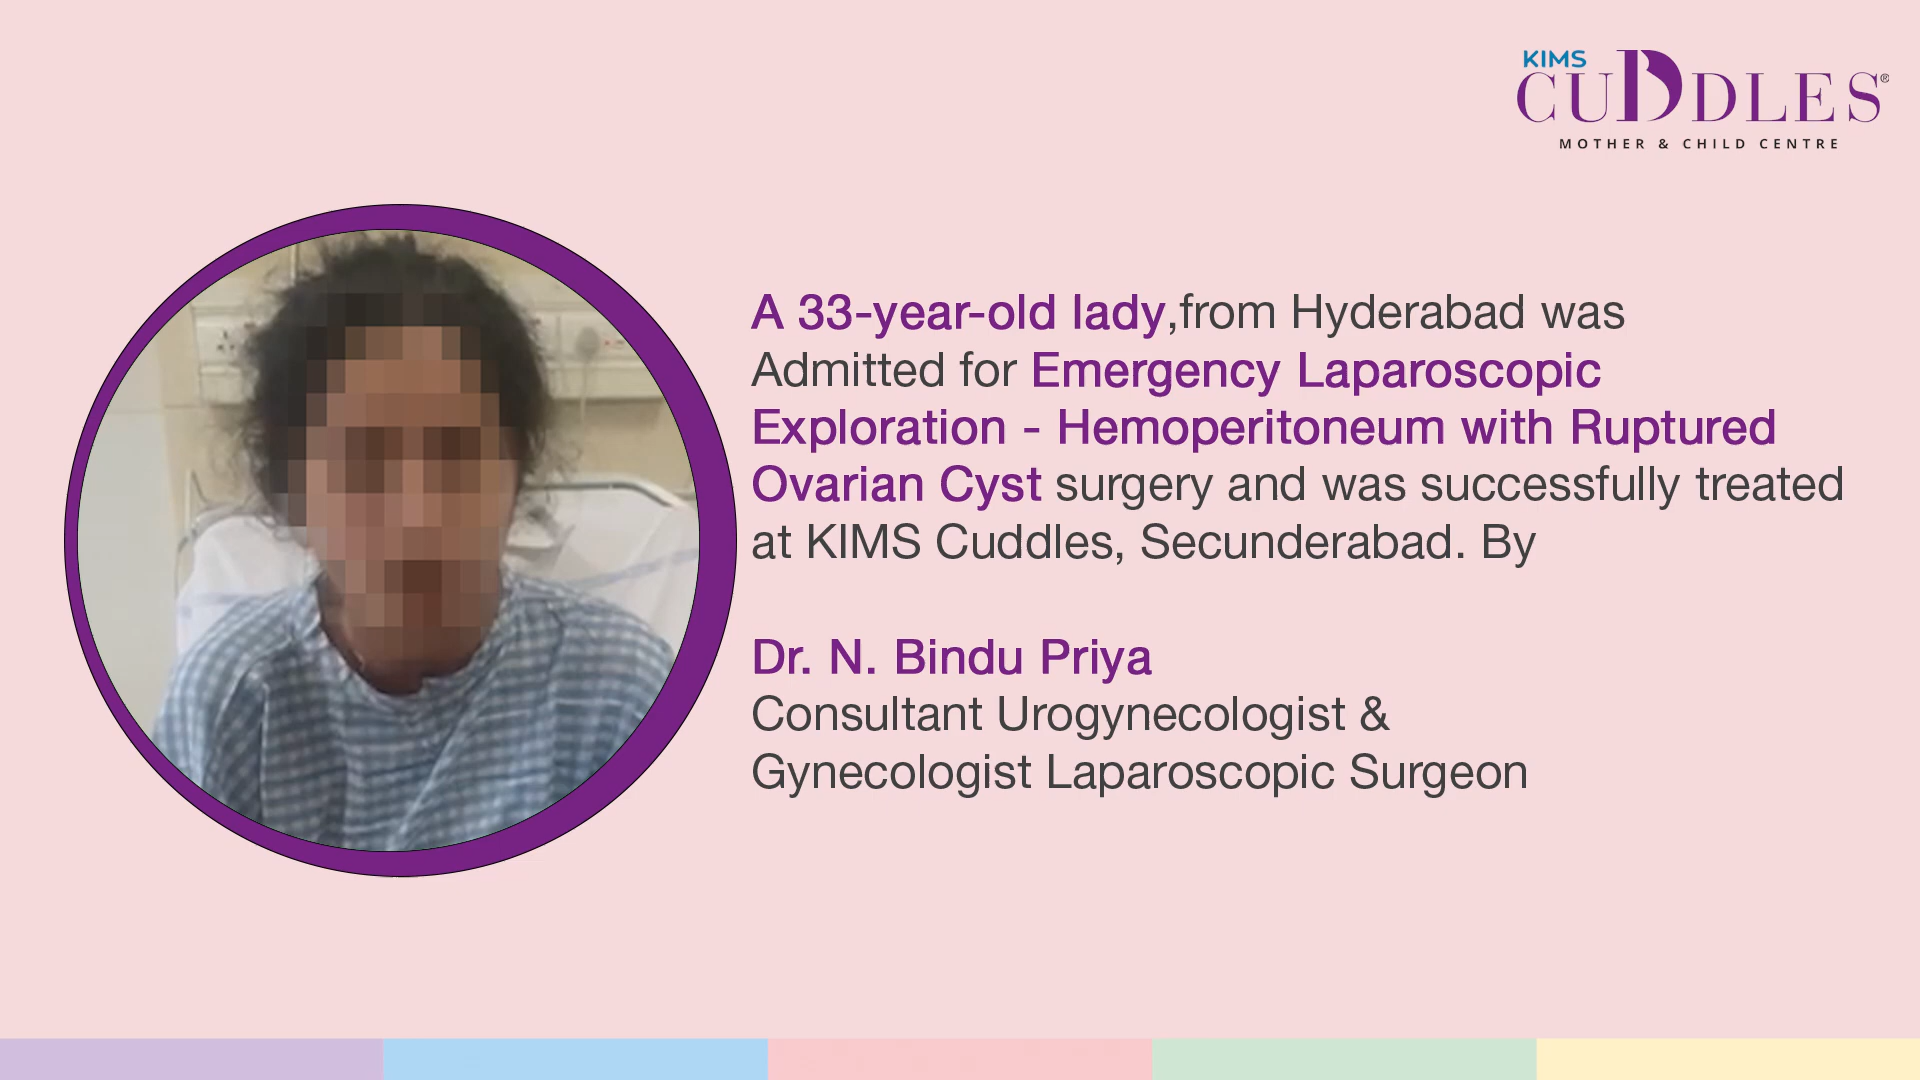 KIMS
CUDDLES®
MOTHER & CHILD CENTRE
A 33-year-old lady,from Hyderabad was
Admitted for Emergency Laparoscopic
Exploration - Hemoperitoneum with Ruptured
Ovarian Cyst surgery and was successfully treated
at KIMS Cuddles, Secunderabad. By
Dr. N. Bindu Priya
Consultant Urogynecologist &
Gynecologist Laparoscopic Surgeon